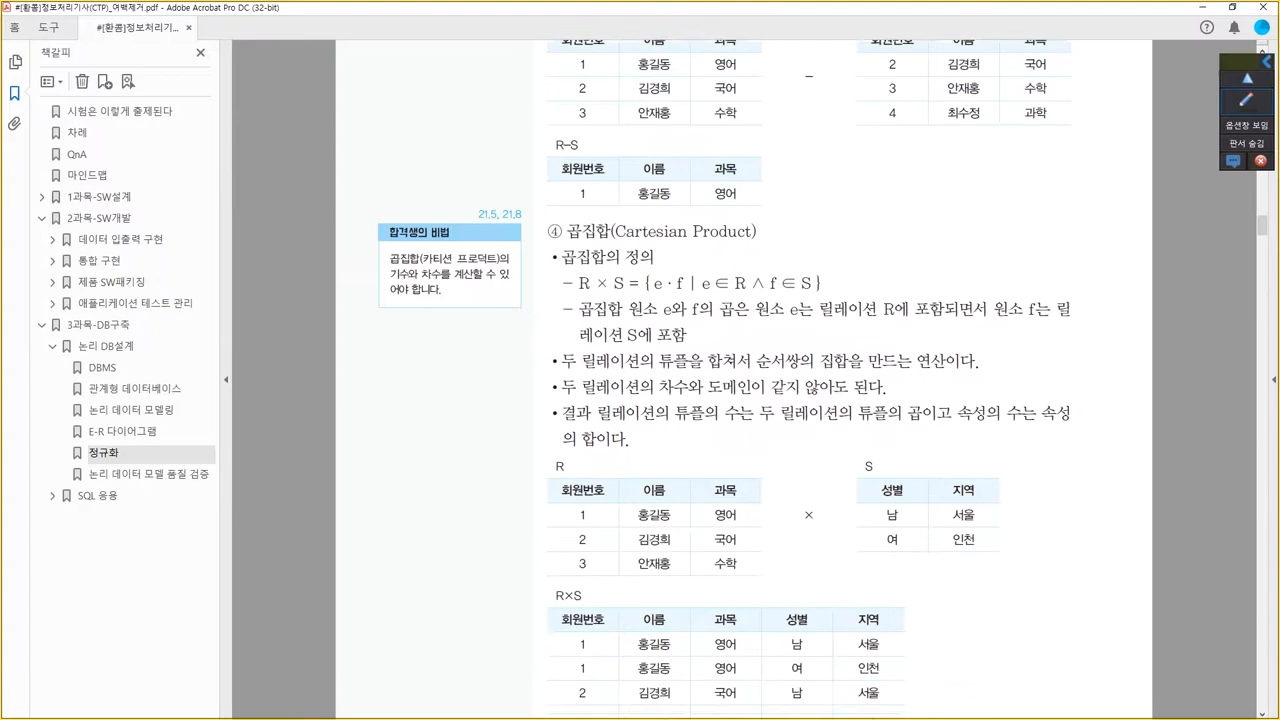 #[환콤]정보처리기사(CTP)_여백제거.pdf - Adobe Acrobat Pro DC (32-bit)
홈 도구 #[환콤]정보처리기... ×
책갈피
시험은 이렇게 출제된다
차례
QnA
마인드맵
1과목-SW설계
2과목-SW개발
데이터 입출력 구현
통합 구현
제품 SW패키징
애플리케이션 테스트 관리
3과목-DB구축
논리 DB설계
DBMS
관계형 데이터베이스
논리 데이터 모델링
E-R 다이어그램
정규화
논리 데이터 모델 품질 검증
SQL 응용
21.5, 21.8
합격생의 비법
곱집합(카티션 프로덕트)의
기수와 차수를 계산할 수 있
어야 합니다.
회원번호 이름 과목 회원번호 이름 과목
1 홍길동 영어 2 김경희 국어
2 김경희 국어 – 3 안재홍 수학
3 안재홍 수학 4 최수정 과학
R–S
회원번호 이름 과목
1 홍길동 영어
④ 곱집합(Cartesian Product)
• 곱집합의 정의
– R × S = { e · f | e ∈ R ∧ f ∈ S }
– 곱집합 원소 e와 f의 곱은 원소 e는 릴레이션 R에 포함되면서 원소 f는 릴
레이션 S에 포함
• 두 릴레이션의 튜플을 합쳐서 순서쌍의 집합을 만드는 연산이다.
• 두 릴레이션의 차수와 도메인이 같지 않아도 된다.
• 결과 릴레이션의 튜플의 수는 두 릴레이션의 튜플의 곱이고 속성의 수는 속성
의 합이다.
R S
회원번호 이름 과목 성별 지역
1 홍길동 영어 × 남 서울
2 김경희 국어 여 인천
3 안재홍 수학
R×S
회원번호 이름 과목 성별 지역
1 홍길동 영어 남 서울
1 홍길동 영어 여 인천
2 김경희 국어 남 서울
옵션창 보임
판서 숨김